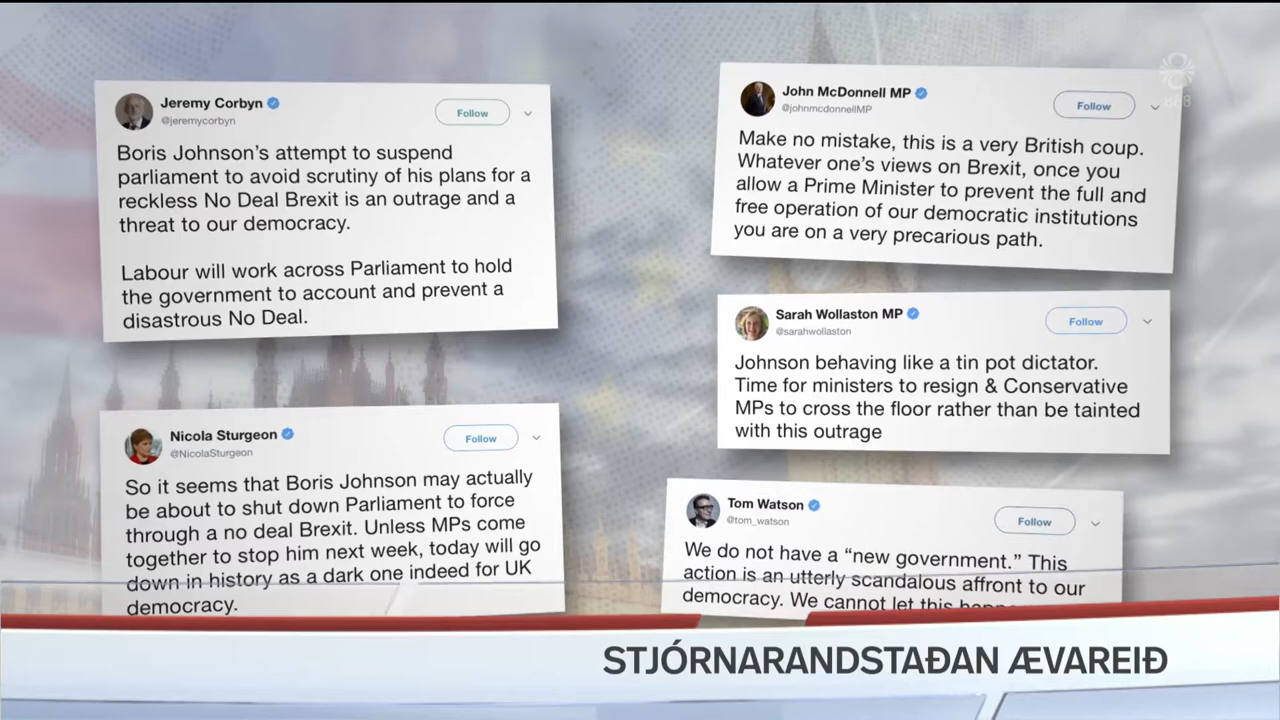 Jeremy Corbyn
@jeremycorbyn
Follow
Boris Johnson's attempt to suspend
parliament to avoid scrutiny of his plans for a
reckless No Deal Brexit is an outrage and a
threat to our democracy.
Labour will work across Parliament to hold
the government to account and prevent a
disastrous No Deal.
Nicola Sturgeon
@NicolaSturgeon
Follow
So it seems that Boris Johnson may actually
be about to shut down Parliament to force
through a no deal Brexit. Unless MPs come
together to stop him next week, today will go
down in history as a dark one indeed for UK
democracy.
John McDonnell MP
@johnmcdonnellMP
Follow
Make no mistake, this is a very British coup.
Whatever one's views on Brexit, once you
allow a Prime Minister to prevent the full and
free operation of our democratic institutions
you are on a very precarious path.
Sarah Wollaston MP
@sarahwollaston
Follow
Johnson behaving like a tin pot dictator.
Time for ministers to resign & Conservative
MPs to cross the floor rather than be tainted
with this outrage
Tom Watson
@tom_watson
Follow
We do not have a “new government.” This
action is an utterly scandalous affront to our
democracy. We cannot let this
888
STJÓRNARANDSTAÐAN ÆVAREIÐ